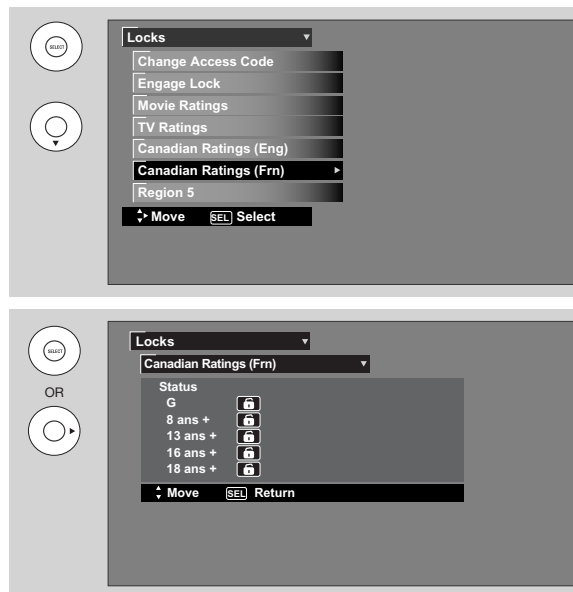 SELECT
Locks
Change Access Code
Engage Lock
Movie Ratings
TV Ratings
Canadian Ratings (Eng)
Canadian Ratings (Frn)
Region 5
Move SEL Select
SELECT
OR
Locks
Canadian Ratings (Frn)
Status
G
8 ans +
13 ans +
16 ans +
18 ans +
Move SEL Return